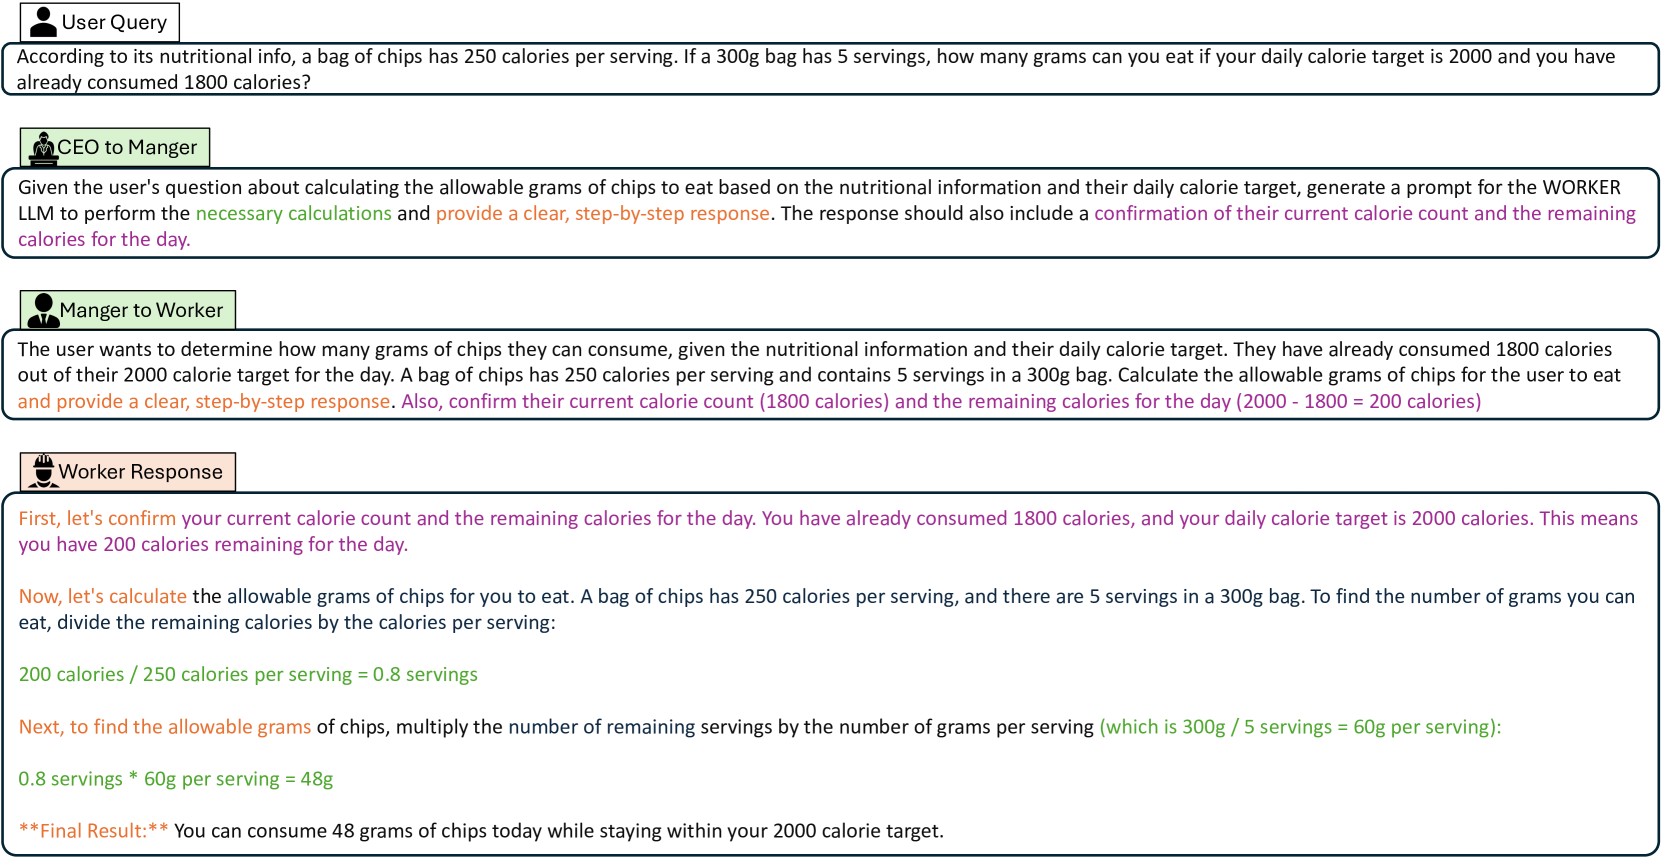 User Query
According to its nutritional info, a bag of chips has 250 calories per serving. If a 300g bag has 5 servings, how many grams can you eat if your daily calorie target is 2000 and you have
already consumed 1800 calories?
CEO to Manger
Given the user's question about calculating the allowable grams of chips to eat based on the nutritional information and their daily calorie target, generate a prompt for the WORKER
LLM to perform the necessary calculations and provide a clear, step-by-step response. The response should also include a confirmation of their current calorie count and the remaining
calories for the day.
Manger to Worker
The user wants to determine how many grams of chips they can consume, given the nutritional information and their daily calorie target. They have already consumed 1800 calories
out of their 2000 calorie target for the day. A bag of chips has 250 calories per serving and contains 5 servings in a 300g bag. Calculate the allowable grams of chips for the user to eat
and provide a clear, step-by-step response. Also, confirm their current calorie count (1800 calories) and the remaining calories for the day (2000 - 1800 = 200 calories)
Worker Response
First, let's confirm your current calorie count and the remaining calories for the day. You have already consumed 1800 calories, and your daily calorie target is 2000 calories. This means
you have 200 calories remaining for the day.
Now, let's calculate the allowable grams of chips for you to eat. A bag of chips has 250 calories per serving, and there are 5 servings in a 300g bag. To find the number of grams you can
eat, divide the remaining calories by the calories per serving:
200 calories / 250 calories per serving = 0.8 servings
Next, to find the allowable grams of chips, multiply the number of remaining servings by the number of grams per serving (which is 300g / 5 servings = 60g per serving):
0.8 servings * 60g per serving = 48g
**Final Result:** You can consume 48 grams of chips today while staying within your 2000 calorie target.